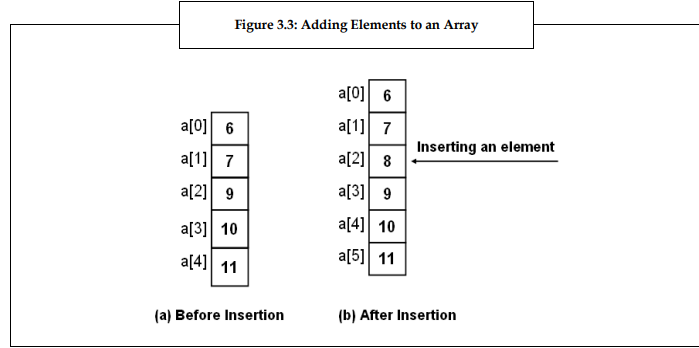 Figure 3.3: Adding Elements to an Array
a[0] 6
a[1] 7
a[2] 9
a[3] 10
a[4] 11
(a) Before Insertion
a[0] 6
a[1] 7
a[2] 8
a[3] 9
a[4] 10
a[5] 11
Inserting an element
(b) After Insertion